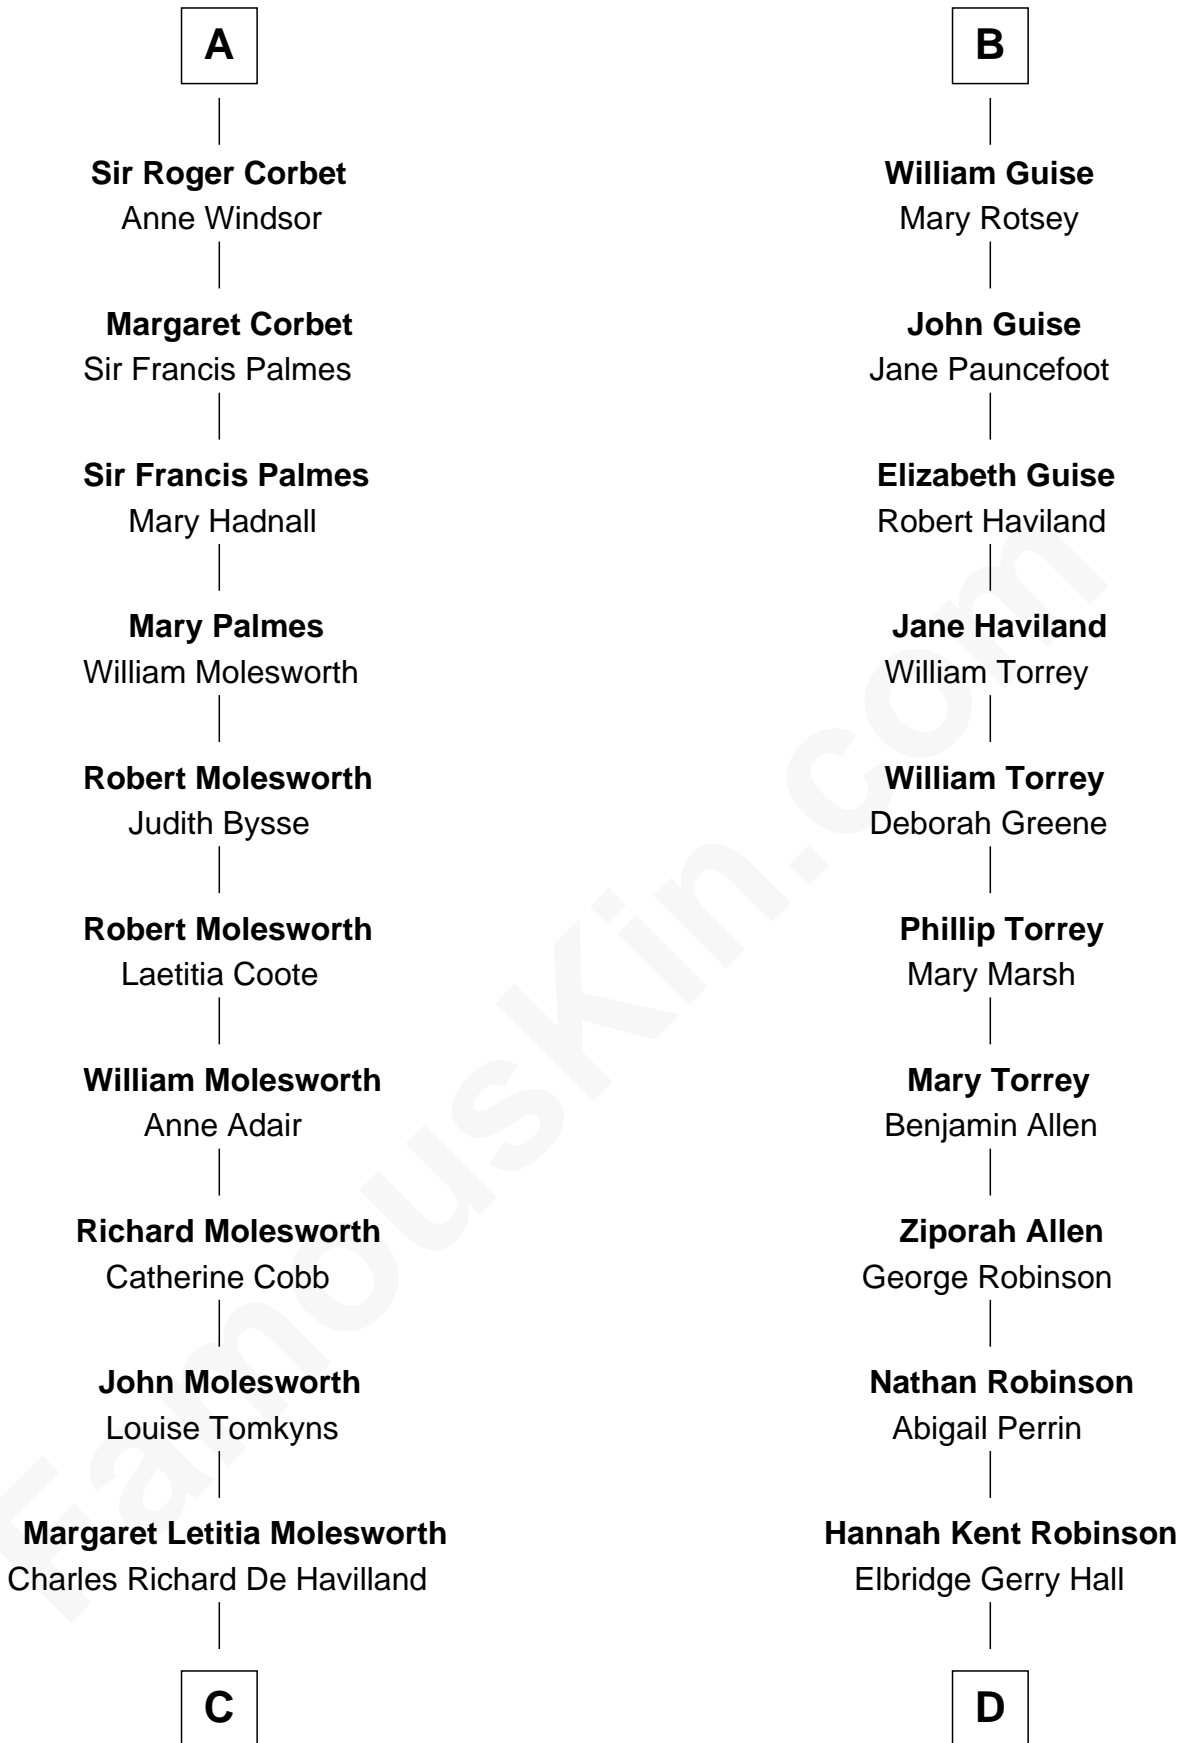 A
Sir Roger Corbet
Anne Windsor
Margaret Corbet
Sir Francis Palmes
Sir Francis Palmes
Mary Hadnall
Mary Palmes
William Molesworth
Robert Molesworth
Judith Bysse
Robert Molesworth
Laetitia Coote
William Molesworth
Anne Adair
Richard Molesworth
Catherine Cobb
John Molesworth
Louise Tomkyns
Margaret Letitia Molesworth
Charles Richard De Havilland
C
B
William Guise
Mary Rotsey
John Guise
Jane Pauncefoot
Elizabeth Guise
Robert Haviland
Jane Haviland
William Torrey
William Torrey
Deborah Greene
Phillip Torrey
Mary Marsh
Mary Torrey
Benjamin Allen
Ziporah Allen
George Robinson
Nathan Robinson
Abigail Perrin
Hannah Kent Robinson
Elbridge Gerry Hall
D
FamousKin.com